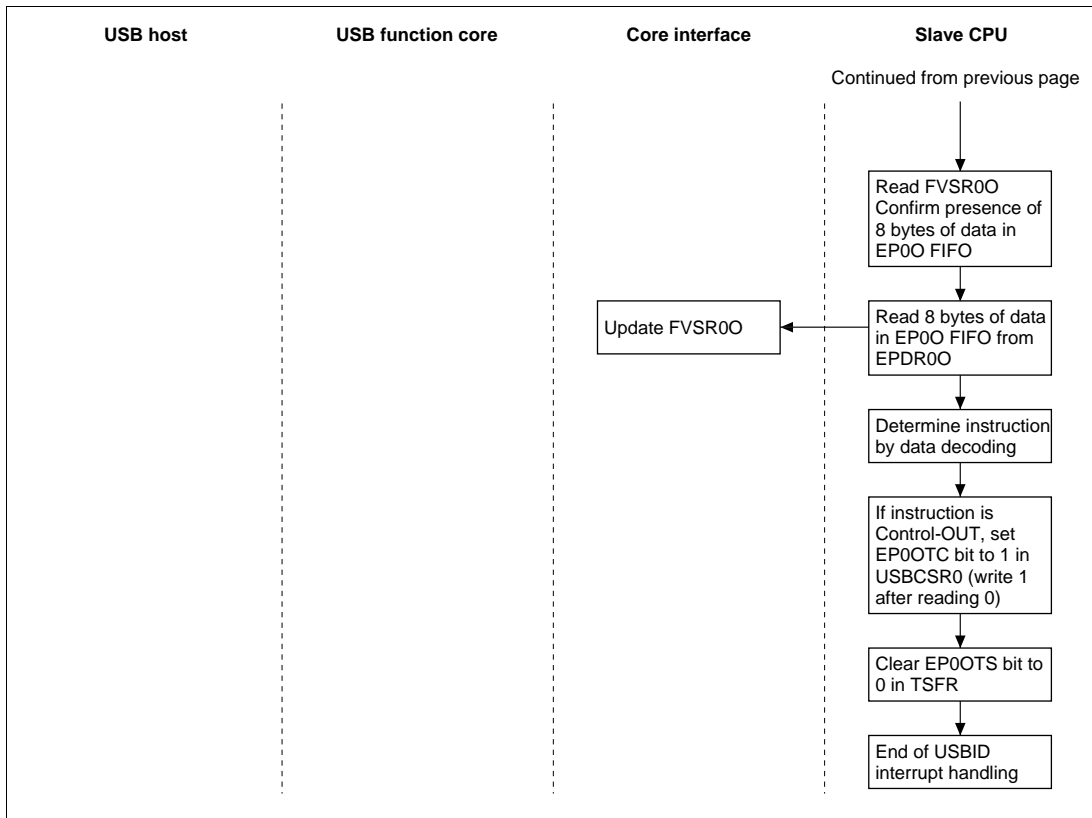 USB host
USB function core
Core interface
Slave CPU
Continued from previous page
Read FVSR0O
Confirm presence of
8 bytes of data in
EP0O FIFO
Update FVSR0O
Read 8 bytes of data
in EP0O FIFO from
EPDR0O
Determine instruction
by data decoding
If instruction is
Control-OUT, set
EP0OTC bit to 1 in
USBCSR0 (write 1
after reading 0)
Clear EP0OTS bit to
0 in TSFR
End of USBID
interrupt handling